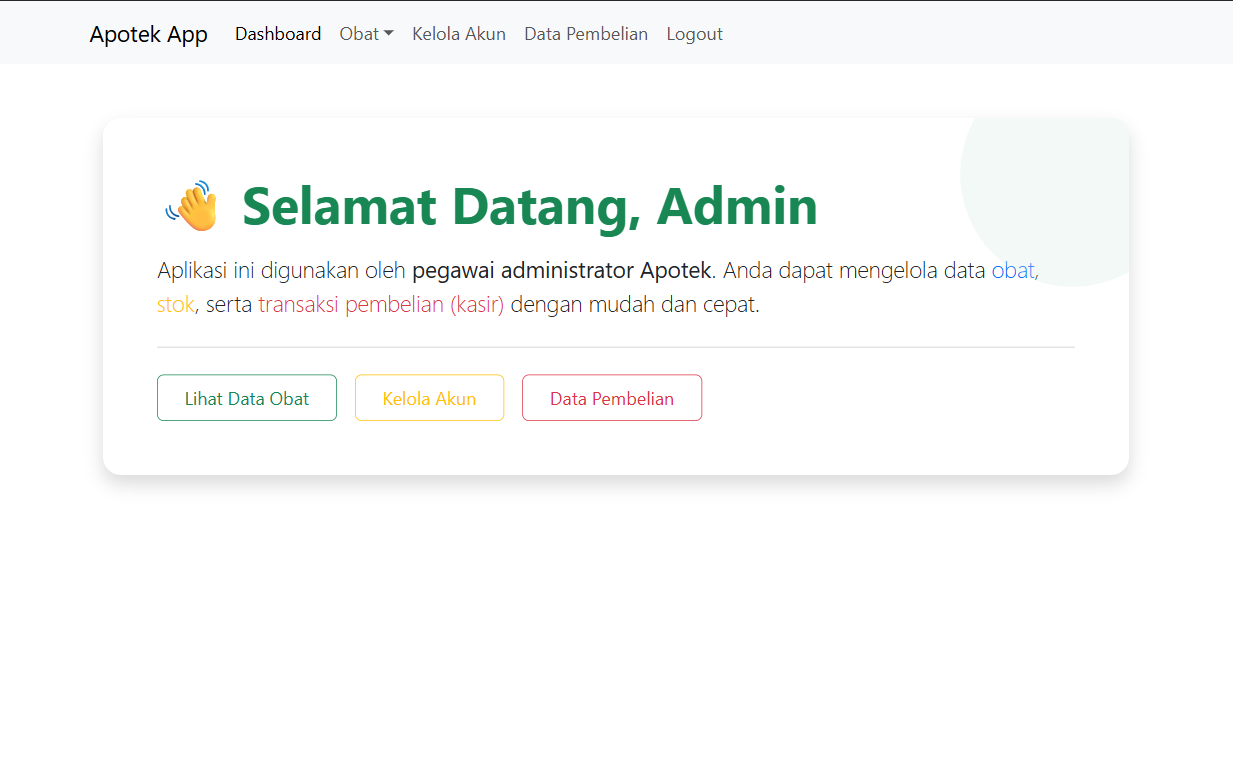 Apotek App Dashboard Obat Kelola Akun Data Pembelian Logout
👋 Selamat Datang, Admin
Aplikasi ini digunakan oleh pegawai administrator Apotek. Anda dapat mengelola data obat,
stok, serta transaksi pembelian (kasir) dengan mudah dan cepat.
Lihat Data Obat Kelola Akun Data Pembelian